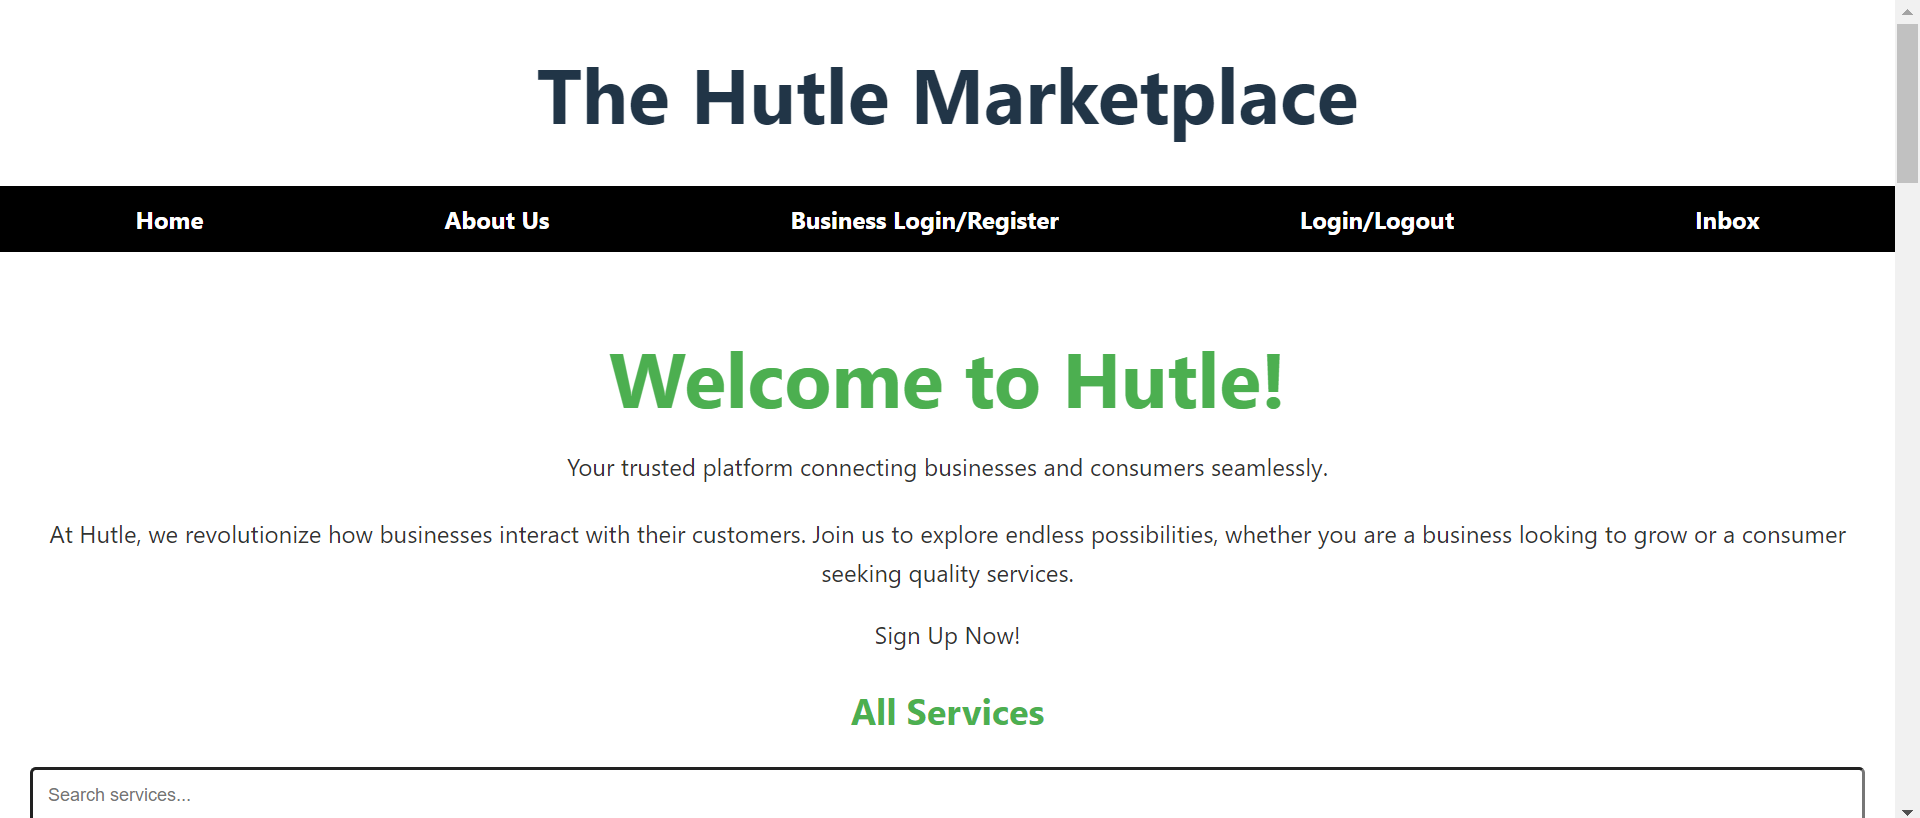 The Hutle Marketplace
Home About Us Business Login/Register Login/Logout Inbox
Welcome to Hutle!
Your trusted platform connecting businesses and consumers seamlessly.
At Hutle, we revolutionize how businesses interact with their customers. Join us to explore endless possibilities, whether you are a business looking to grow or a consumer
seeking quality services.
Sign Up Now!
All Services
Search services...